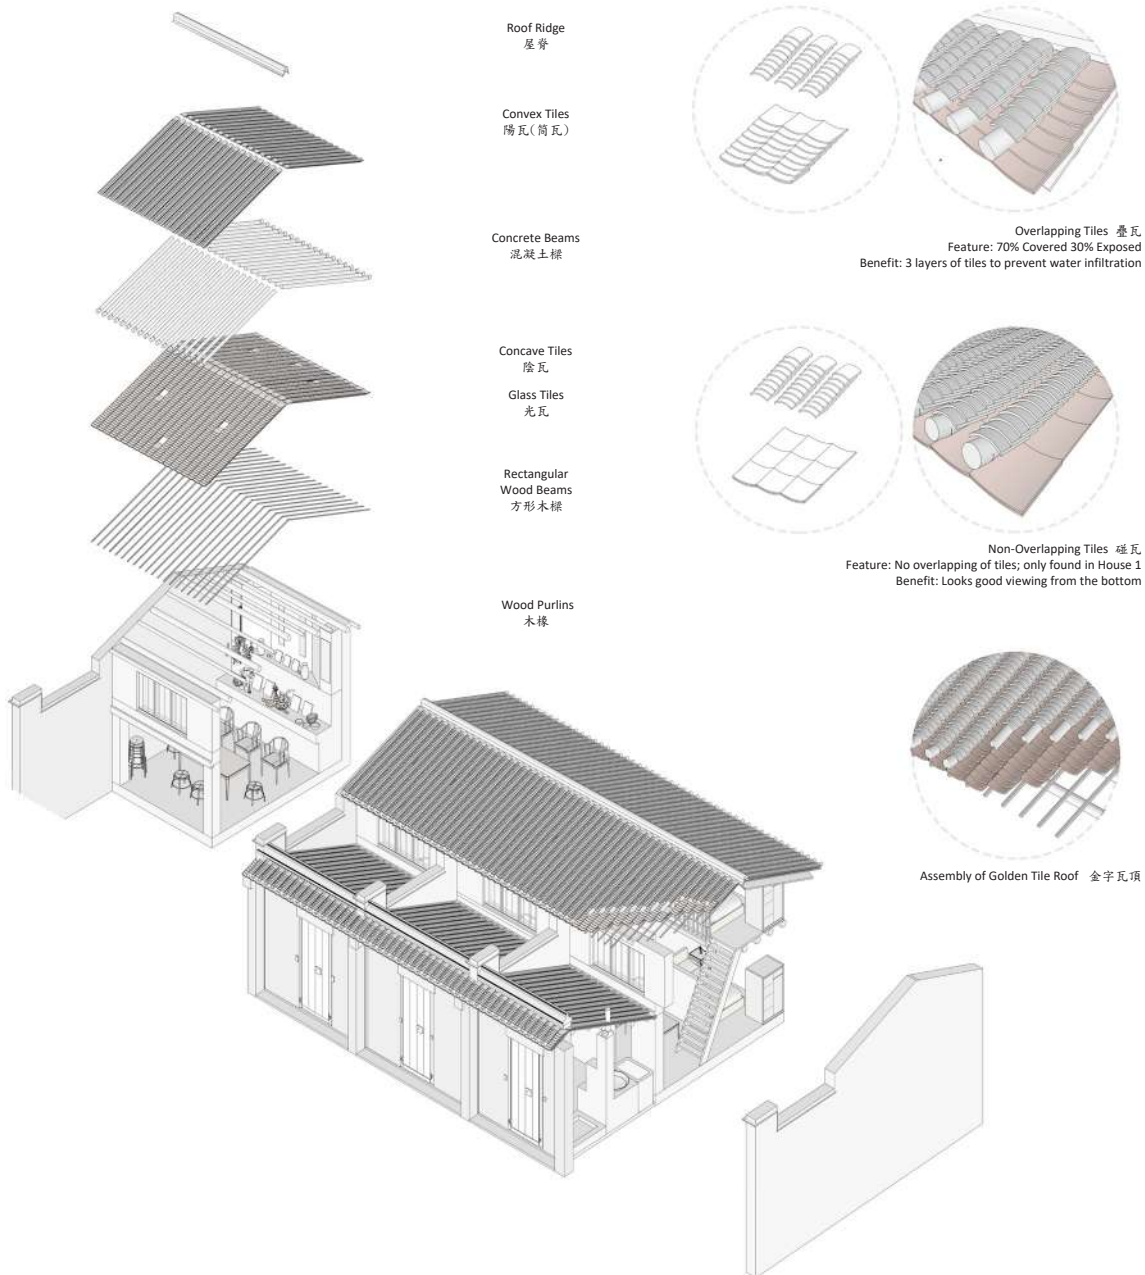 Roof Ridge
屋脊
Convex Tiles
陽瓦(筒瓦)
Concrete Beams
混凝土樑
Concave Tiles
陰瓦
Glass Tiles
光瓦
Rectangular
Wood Beams
方形木樑
Wood Purlins
木椽
Overlapping Tiles 疊瓦
Feature: 70% Covered 30% Exposed
Benefit: 3 layers of tiles to prevent water infiltration
Non-Overlapping Tiles 碰瓦
Feature: No overlapping of tiles; only found in House 1
Benefit: Looks good viewing from the bottom
Assembly of Golden Tile Roof 金字瓦頂